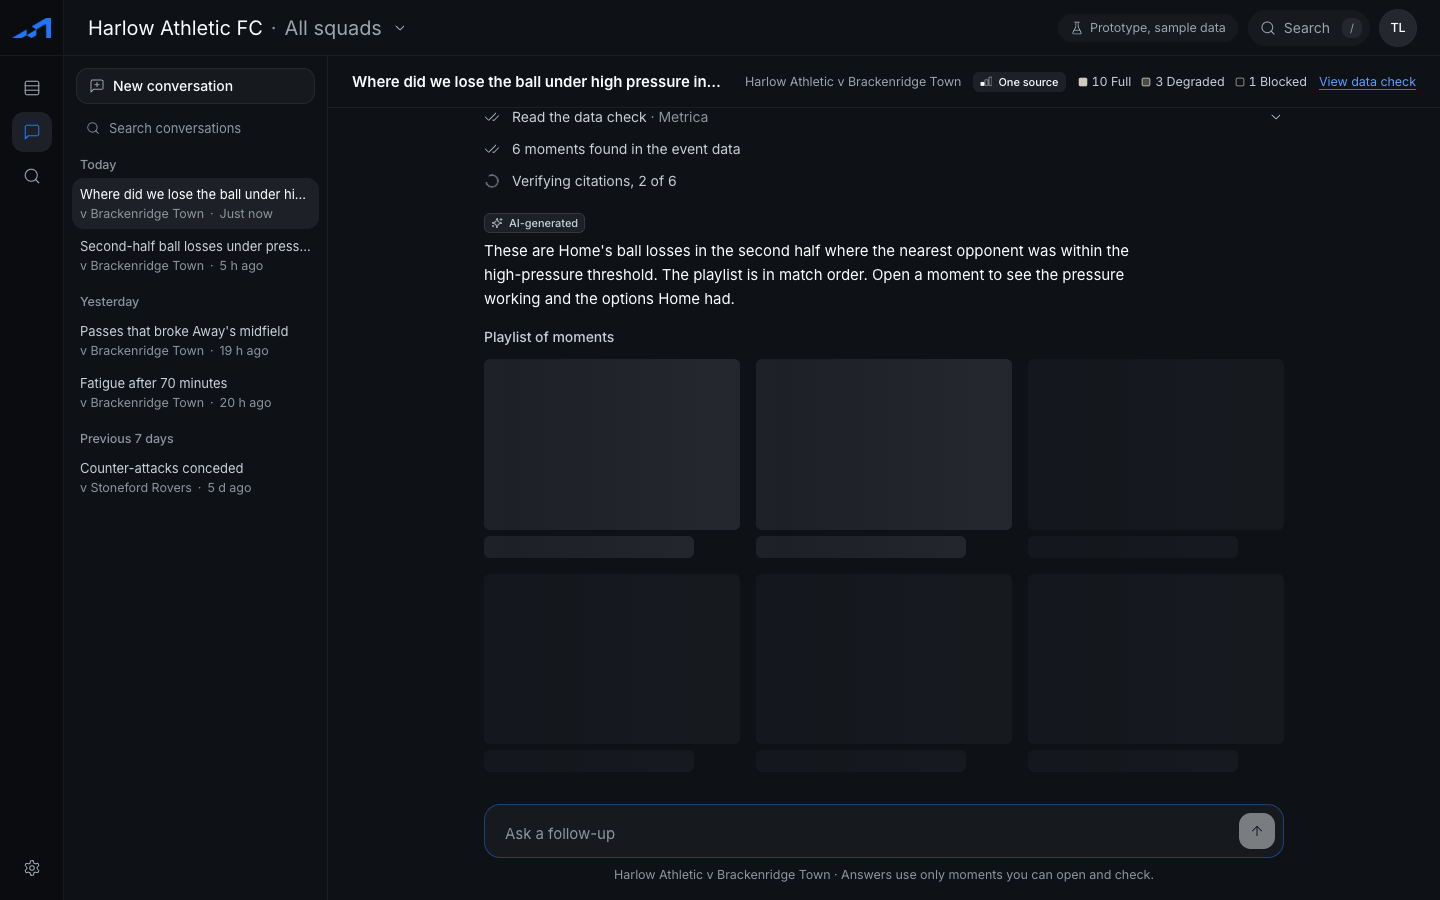 Harlow Athletic FC · All squads
Prototype, sample data
Search /
TL
New conversation
Search conversations
Today
Where did we lose the ball under hi...
v Brackenridge Town · Just now
Second-half ball losses under press...
v Brackenridge Town · 5 h ago
Yesterday
Passes that broke Away's midfield
v Brackenridge Town · 19 h ago
Fatigue after 70 minutes
v Brackenridge Town · 20 h ago
Previous 7 days
Counter-attacks conceded
v Stoneford Rovers · 5 d ago
Where did we lose the ball under high pressure in...
Harlow Athletic v Brackenridge Town
One source
10 Full
3 Degraded
1 Blocked
View data check
Read the data check · Metrica
6 moments found in the event data
Verifying citations, 2 of 6
AI-generated
These are Home's ball losses in the second half where the nearest opponent was within the
high-pressure threshold. The playlist is in match order. Open a moment to see the pressure
working and the options Home had.
Playlist of moments
Ask a follow-up
Harlow Athletic v Brackenridge Town · Answers use only moments you can open and check.